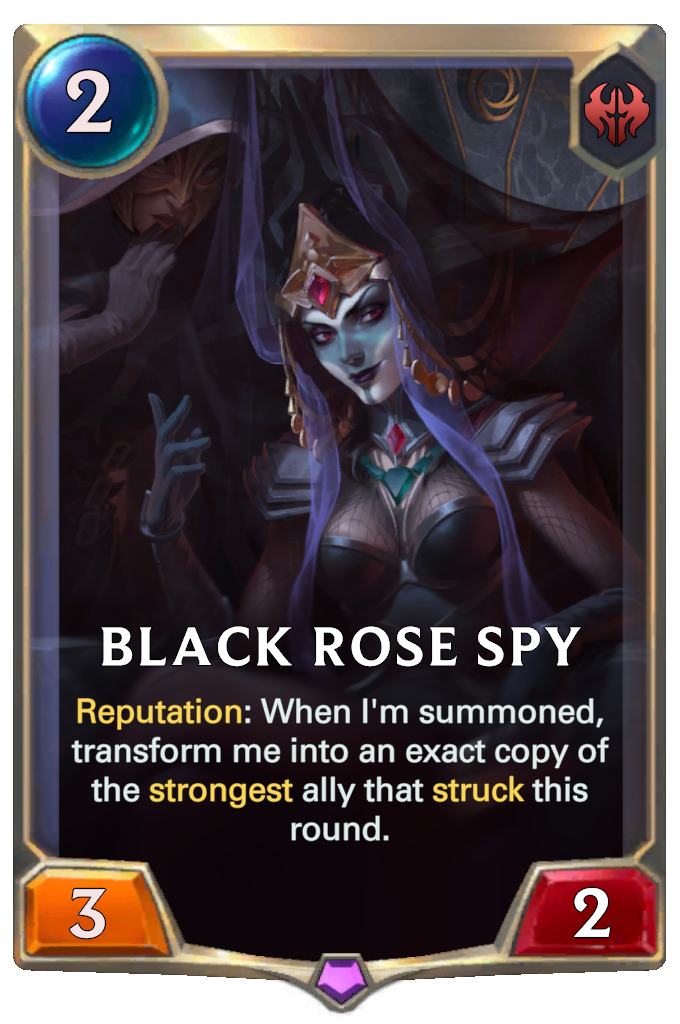 2
BLACK ROSE SPY
Reputation: When I'm summoned,
transform me into an exact copy of
the strongest ally that struck this
round.
3
2